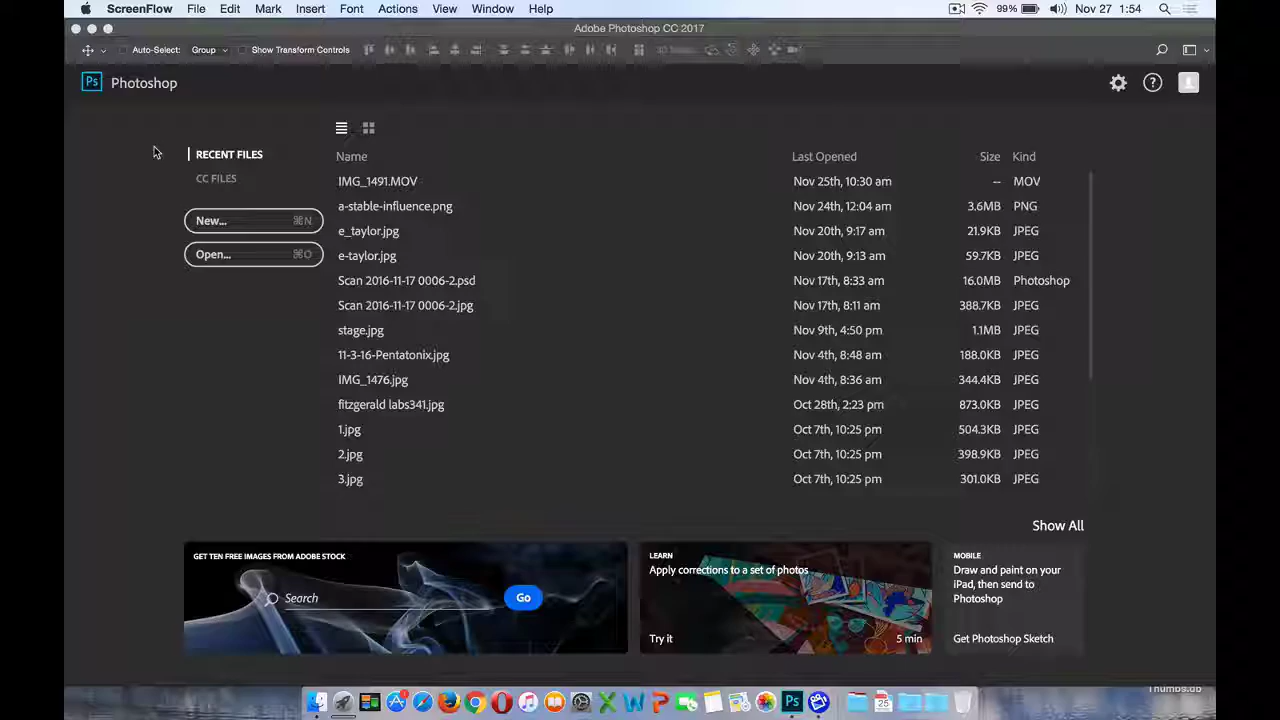 ScreenFlow File Edit Mark Insert Font Actions View Window Help 99% Nov 27 1:54
Adobe Photoshop CC 2017
Auto-Select: Group Show Transform Controls
Ps Photoshop
RECENT FILES
CC FILES
New... ⌘N
Open... ⌘O
Name Last Opened Size Kind
IMG_1491.MOV Nov 25th, 10:30 am -- MOV
a-stable-influence.png Nov 24th, 12:04 am 3.6MB PNG
e_taylor.jpg Nov 20th, 9:17 am 21.9KB JPEG
e-taylor.jpg Nov 20th, 9:13 am 59.7KB JPEG
Scan 2016-11-17 0006-2.psd Nov 17th, 8:33 am 16.0MB Photoshop
Scan 2016-11-17 0006-2.jpg Nov 17th, 8:11 am 388.7KB JPEG
stage.jpg Nov 9th, 4:50 pm 1.1MB JPEG
11-3-16-Pentatonix.jpg Nov 4th, 8:48 am 188.0KB JPEG
IMG_1476.jpg Nov 4th, 8:36 am 344.4KB JPEG
fitzgerald labs341.jpg Oct 28th, 2:23 pm 873.0KB JPEG
1.jpg Oct 7th, 10:25 pm 504.3KB JPEG
2.jpg Oct 7th, 10:25 pm 398.9KB JPEG
3.jpg Oct 7th, 10:25 pm 301.0KB JPEG
Show All
GET TEN FREE IMAGES FROM ADOBE STOCK
Search Go
LEARN
Apply corrections to a set of photos
Try it 5 min
MOBILE
Draw and paint on your
iPad, then send to
Photoshop
Get Photoshop Sketch
Thumbs.db
25
Ps